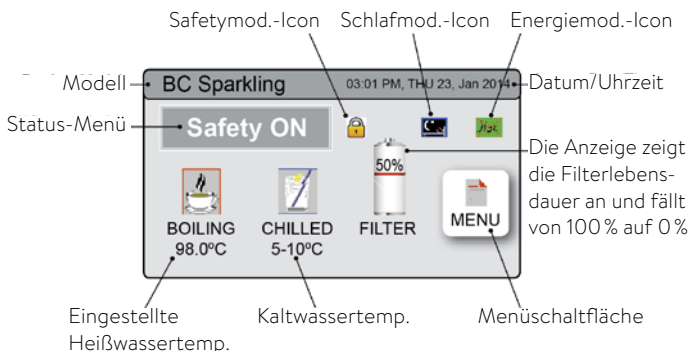 Safetymod.-Icon Schlafmod.-Icon Energiemod.-Icon
Modell
BC Sparkling
03:01 PM, THU 23, Jan 2014
Datum/Uhrzeit
Status-Menü
Safety ON
50%
Die Anzeige zeigt
die Filterlebens-
dauer an und fällt
von 100 % auf 0 %
BOILING
98.0ºC
CHILLED
5-10ºC
FILTER
MENU
Eingestellte
Heißwassertemp.
Kaltwassertemp.
Menüschaltfläche